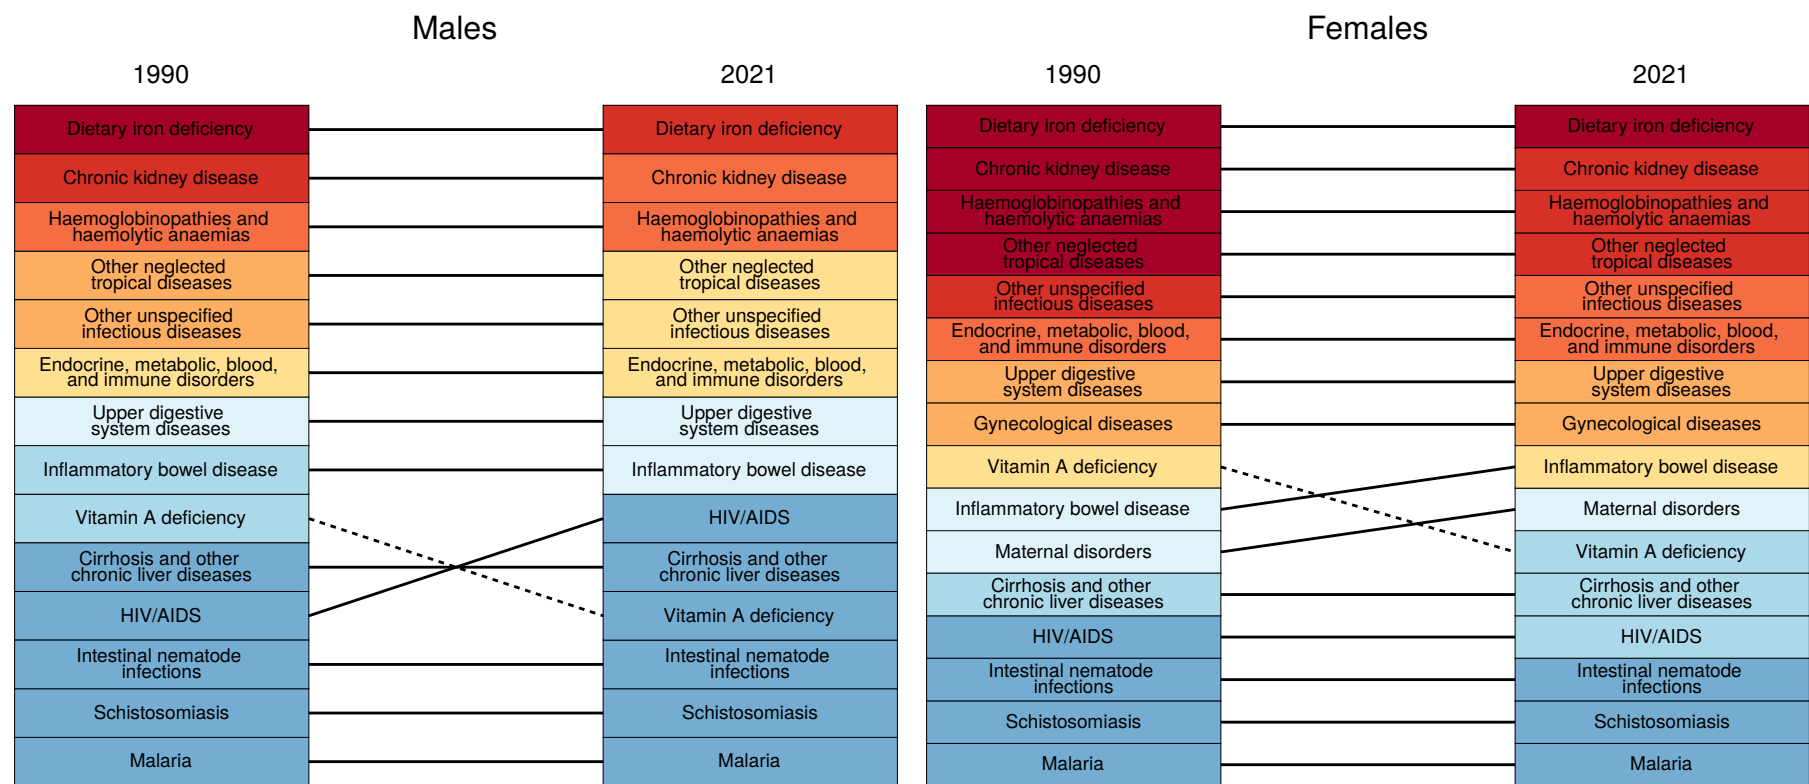 Males
1990
2021
Dietary iron deficiency
Chronic kidney disease
Haemoglobinopathies and
haemolytic anaemias
Other neglected
tropical diseases
Other unspecified
infectious diseases
Endocrine, metabolic, blood,
and immune disorders
Upper digestive
system diseases
Inflammatory bowel disease
Vitamin A deficiency
Cirrhosis and other
chronic liver diseases
HIV/AIDS
Intestinal nematode
infections
Schistosomiasis
Malaria
Dietary iron deficiency
Chronic kidney disease
Haemoglobinopathies and
haemolytic anaemias
Other neglected
tropical diseases
Other unspecified
infectious diseases
Endocrine, metabolic, blood,
and immune disorders
Upper digestive
system diseases
Inflammatory bowel disease
HIV/AIDS
Cirrhosis and other
chronic liver diseases
Vitamin A deficiency
Intestinal nematode
infections
Schistosomiasis
Malaria
Females
1990
2021
Dietary iron deficiency
Chronic kidney disease
Haemoglobinopathies and
haemolytic anaemias
Other neglected
tropical diseases
Other unspecified
infectious diseases
Endocrine, metabolic, blood,
and immune disorders
Upper digestive
system diseases
Gynecological diseases
Vitamin A deficiency
Inflammatory bowel disease
Maternal disorders
Cirrhosis and other
chronic liver diseases
HIV/AIDS
Intestinal nematode
infections
Schistosomiasis
Malaria
Dietary iron deficiency
Chronic kidney disease
Haemoglobinopathies and
haemolytic anaemias
Other neglected
tropical diseases
Other unspecified
infectious diseases
Endocrine, metabolic, blood,
and immune disorders
Upper digestive
system diseases
Gynecological diseases
Inflammatory bowel disease
Maternal disorders
Vitamin A deficiency
Cirrhosis and other
chronic liver diseases
HIV/AIDS
Intestinal nematode
infections
Schistosomiasis
Malaria